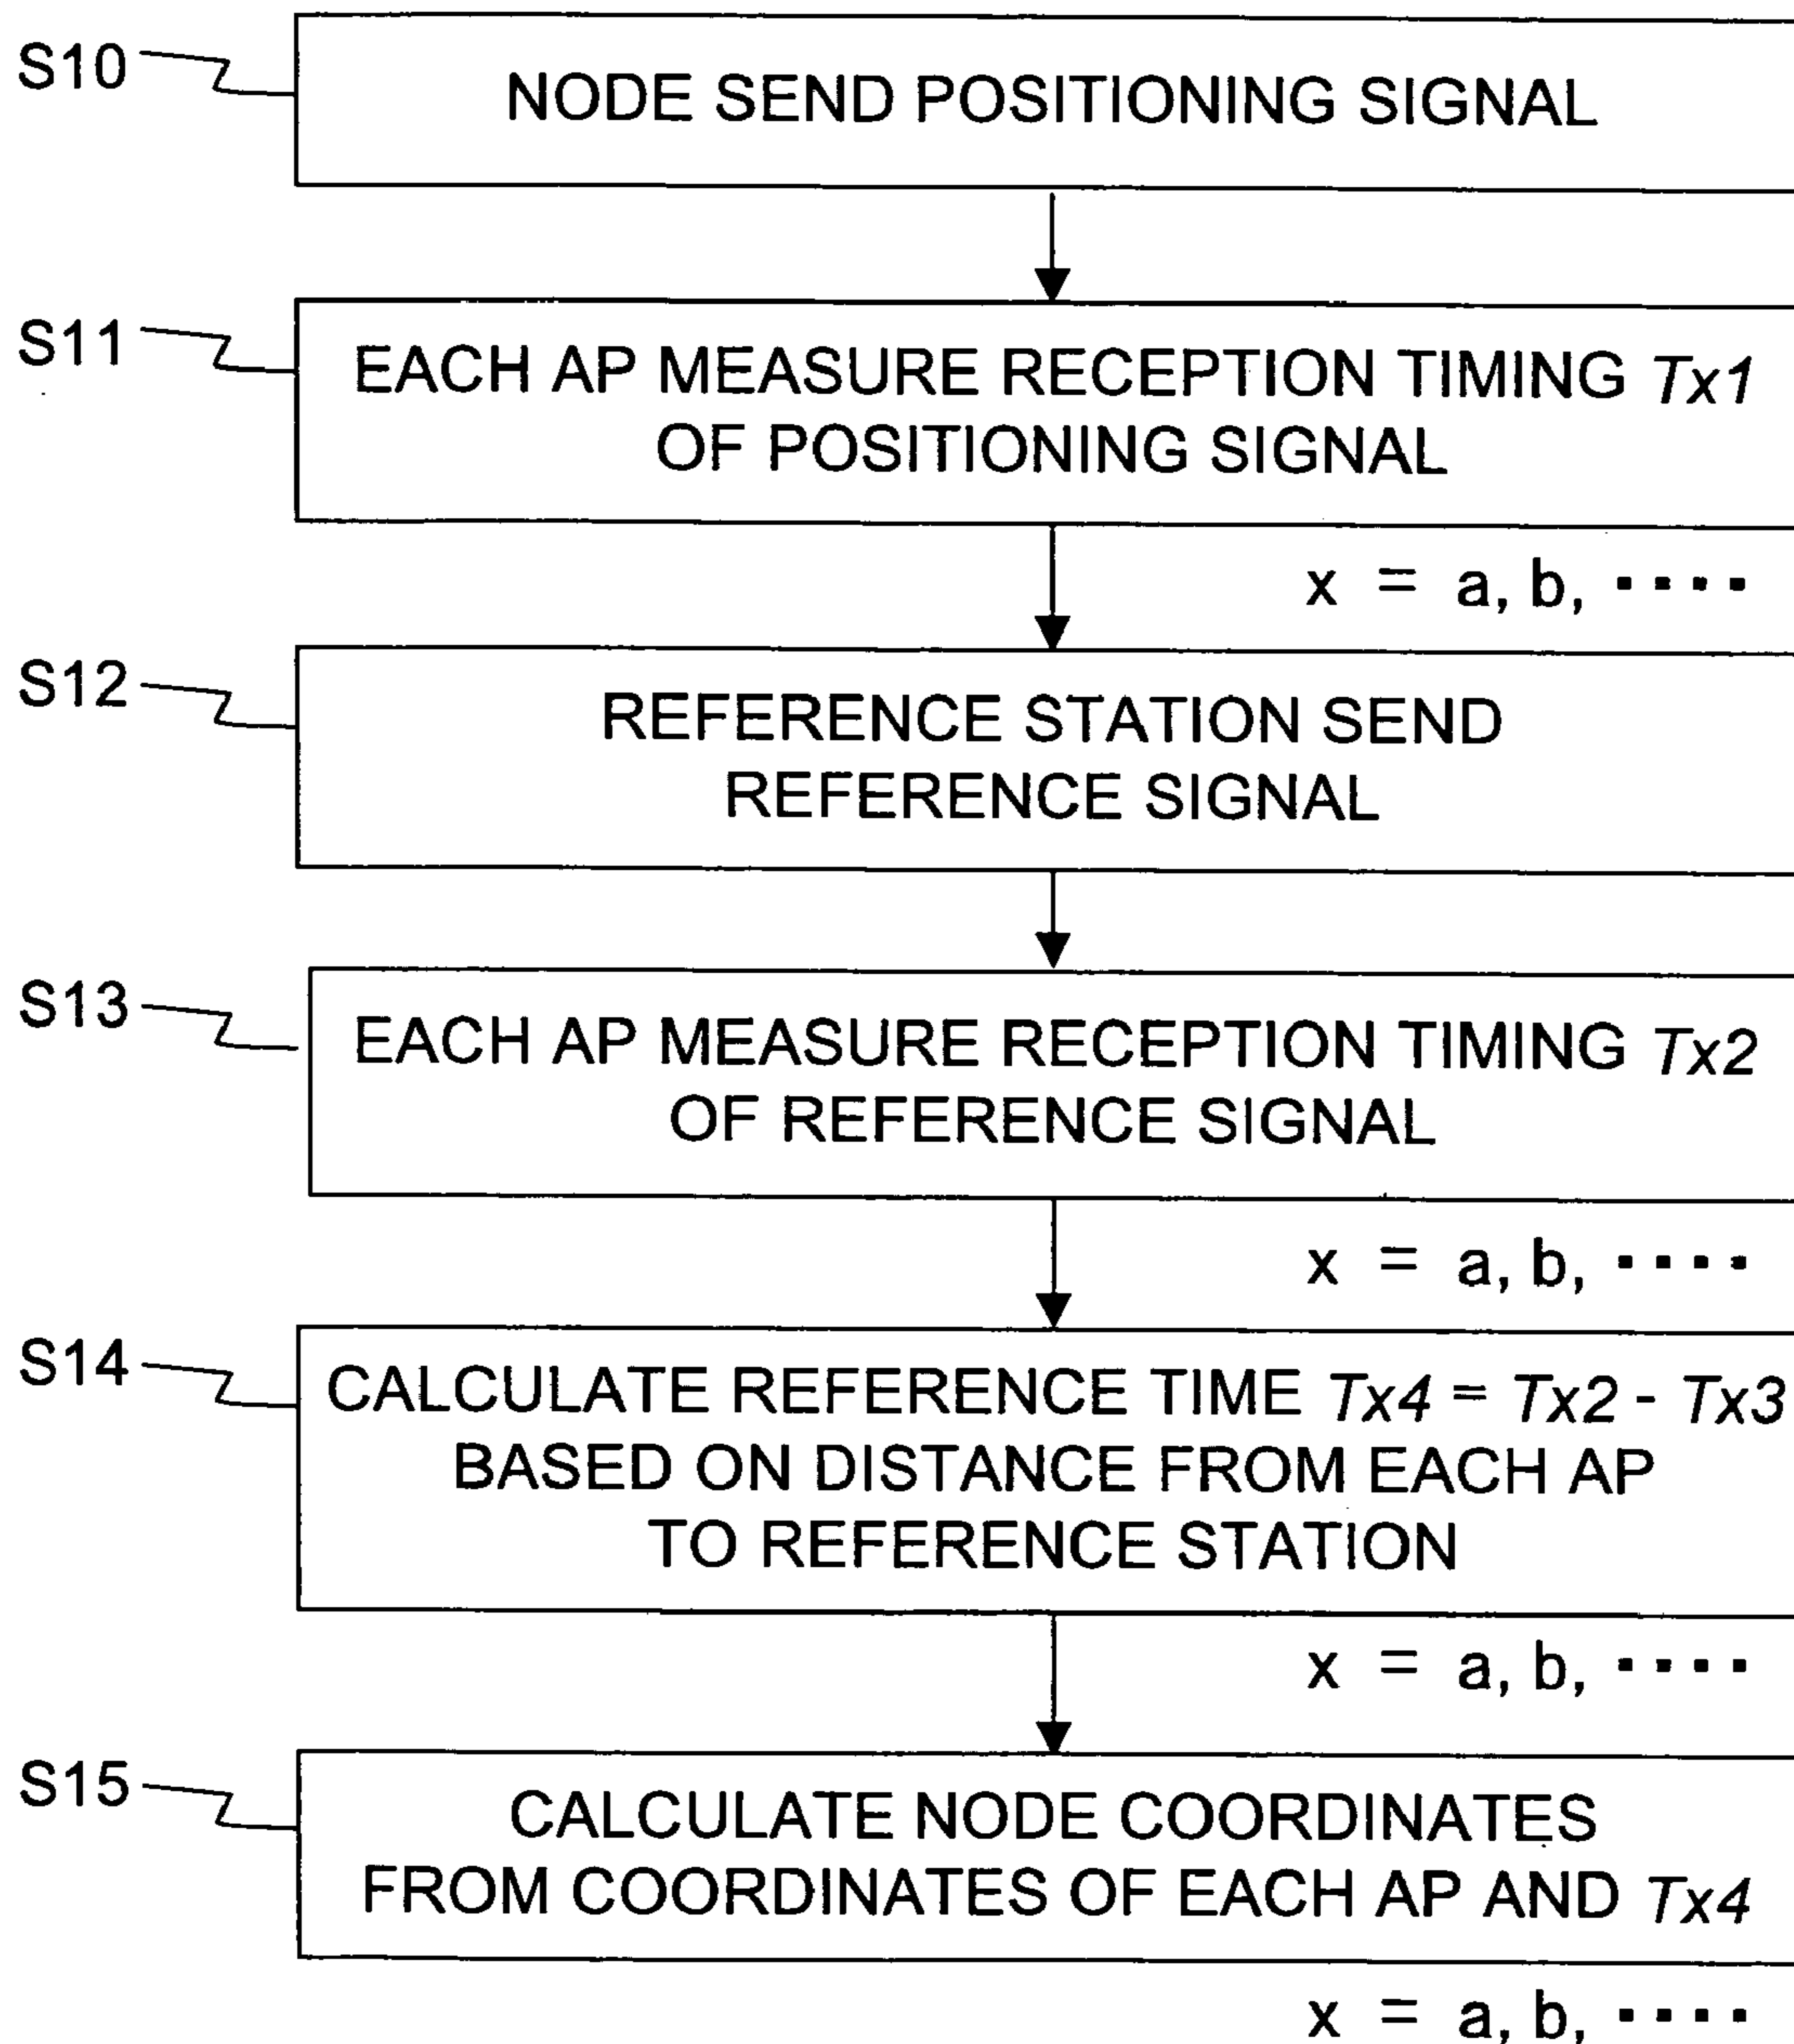 S10
NODE SEND POSITIONING SIGNAL
S11
EACH AP MEASURE RECEPTION TIMING Tx1
OF POSITIONING SIGNAL
x = a, b, ····
S12
REFERENCE STATION SEND
REFERENCE SIGNAL
S13
EACH AP MEASURE RECEPTION TIMING Tx2
OF REFERENCE SIGNAL
x = a, b, ····
S14
CALCULATE REFERENCE TIME Tx4 = Tx2 - Tx3
BASED ON DISTANCE FROM EACH AP
TO REFERENCE STATION
x = a, b, ····
S15
CALCULATE NODE COORDINATES
FROM COORDINATES OF EACH AP AND Tx4
x = a, b, ····